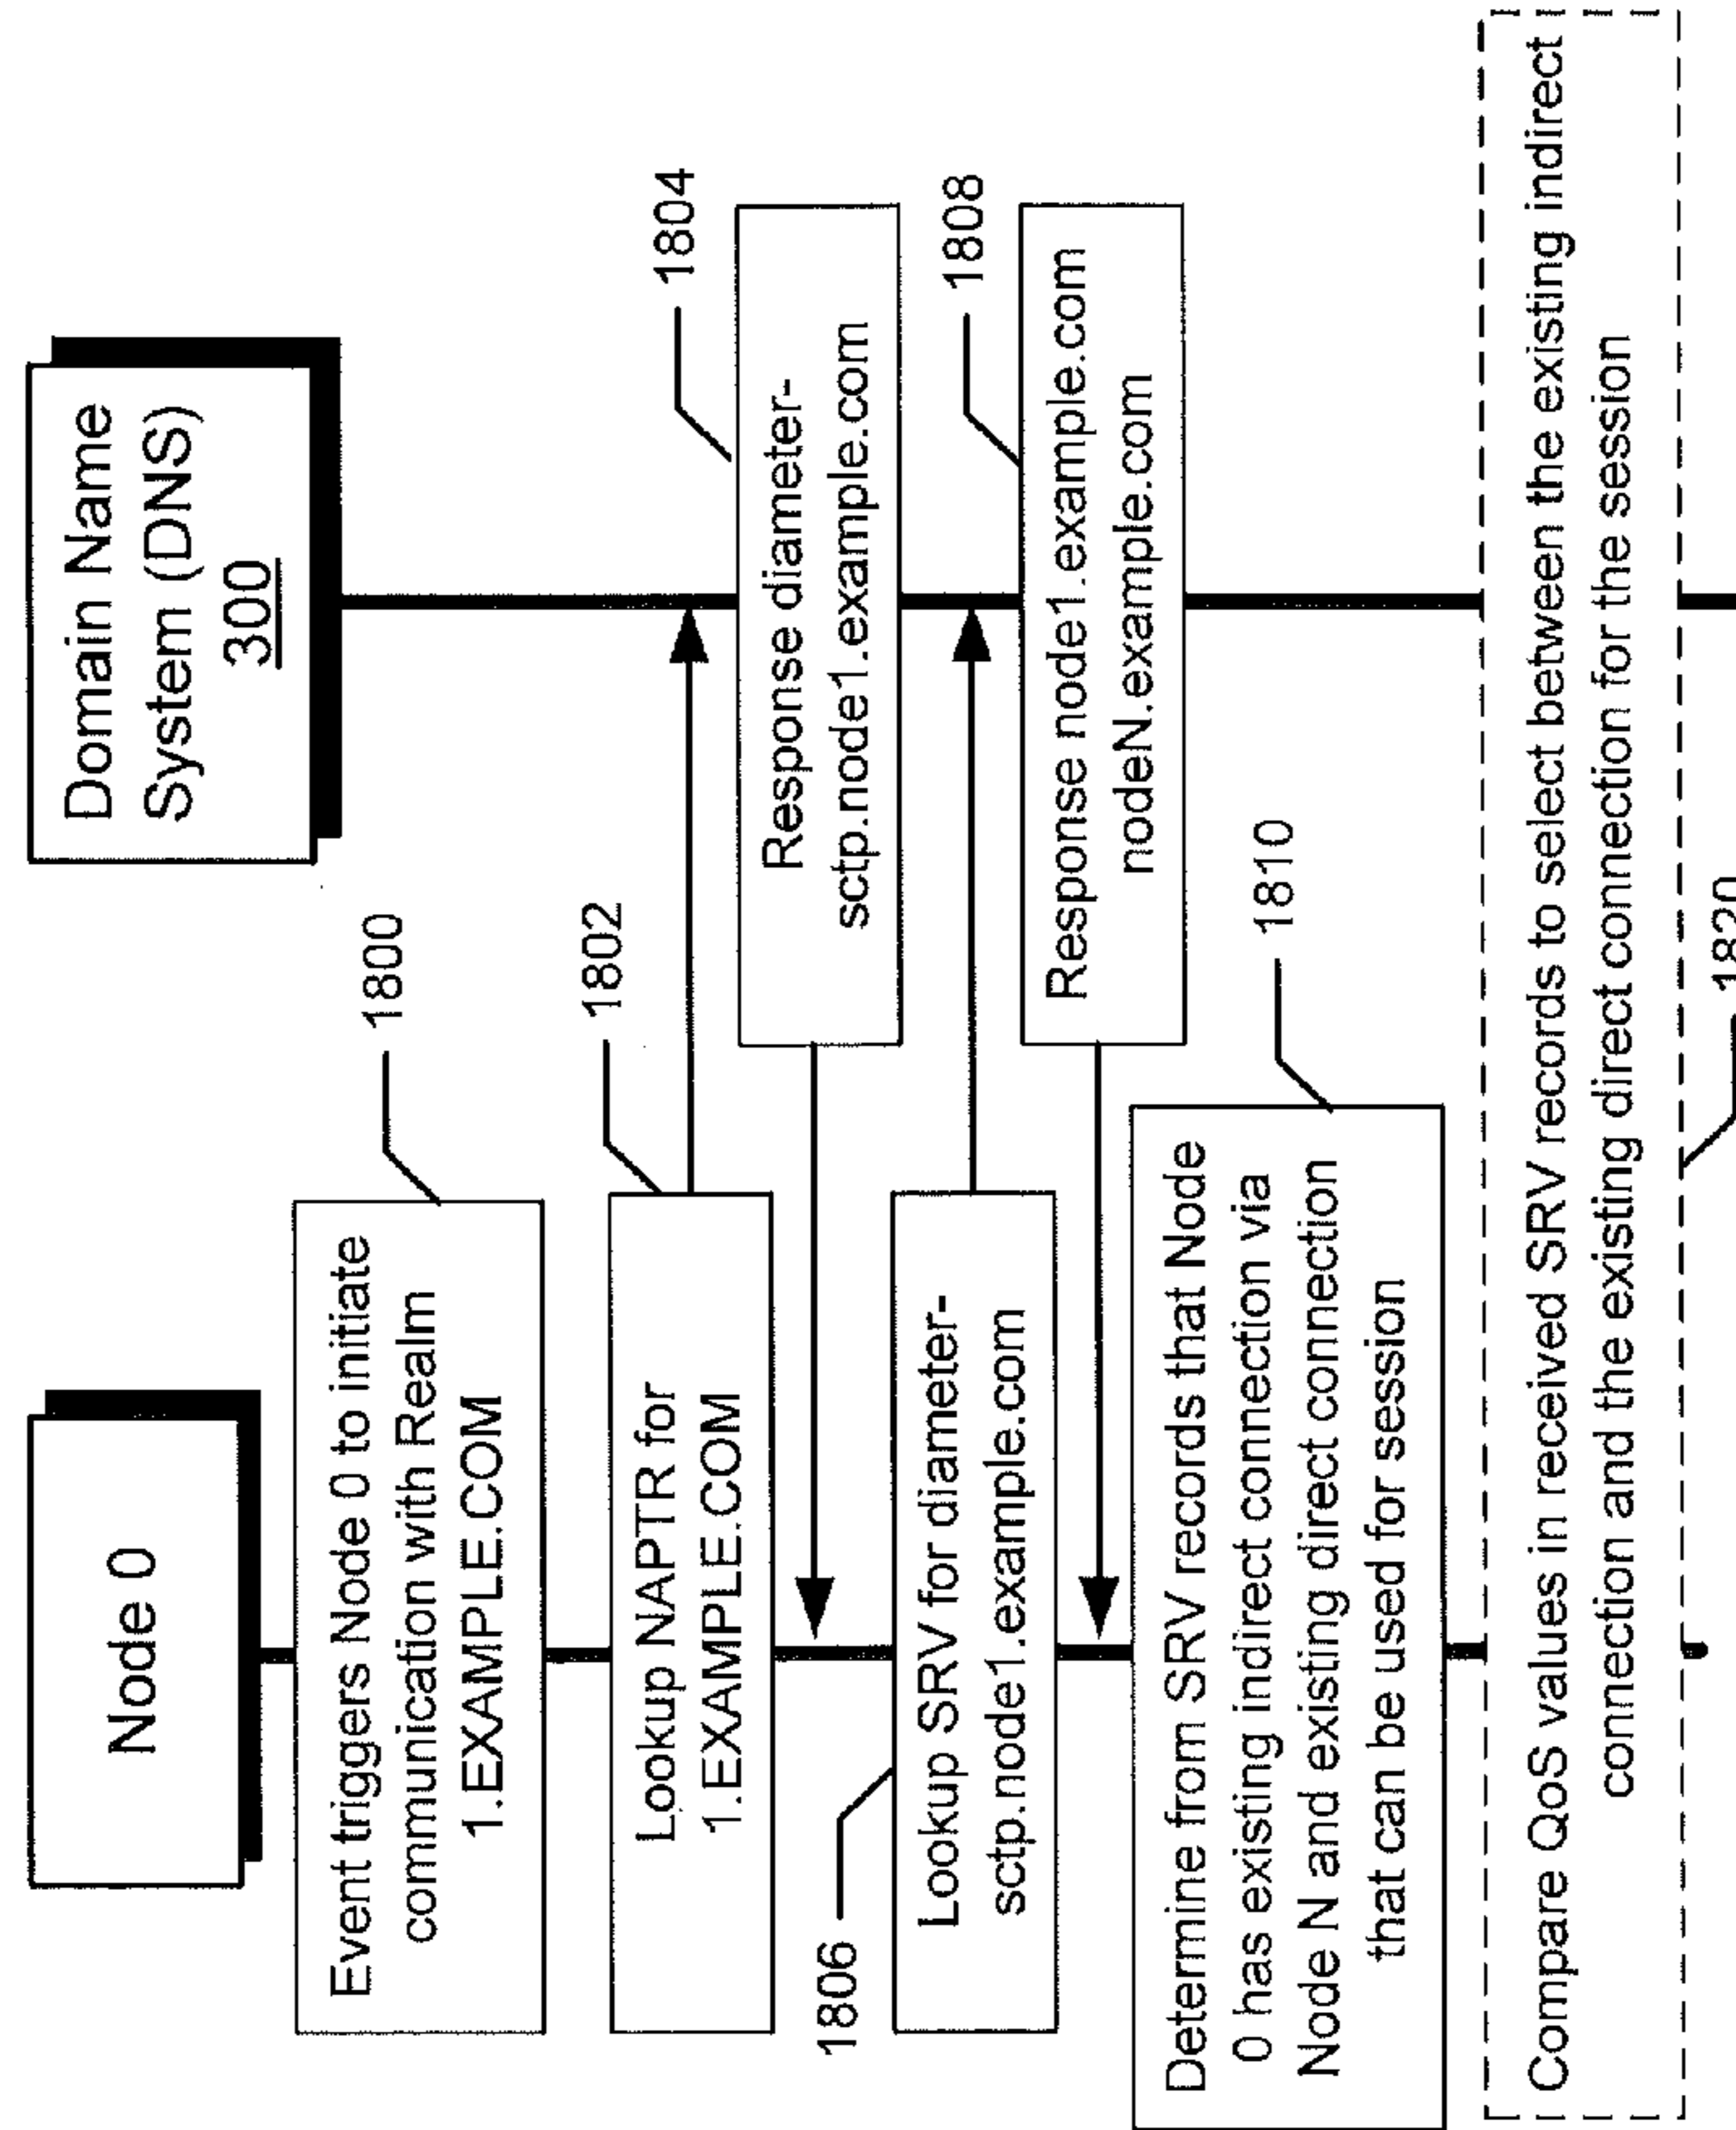 Node 0
Domain Name
System (DNS)
300
1800
Event triggers Node 0 to initiate
communication with Realm
1.EXAMPLE.COM
1802
Lookup NAPTR for
1.EXAMPLE.COM
1804
Response diameter-
sctp.node1.example.com
1806
Lookup SRV for diameter-
sctp.node1.example.com
1808
Response node1.example.com
nodeN.example.com
1810
Determine from SRV records that Node
0 has existing indirect connection via
Node N and existing direct connection
that can be used for session
Compare QoS values in received SRV records to select between the existing indirect
connection and the existing direct connection for the session
1820